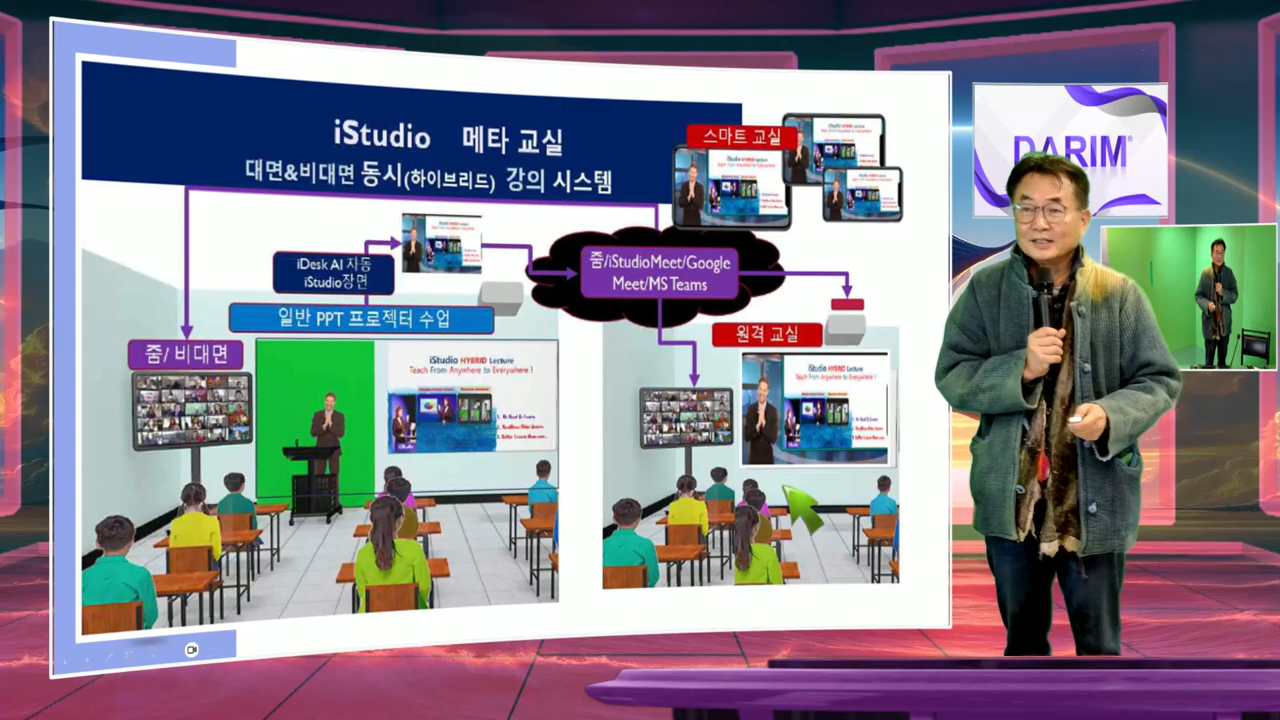 iStudio 메타 교실
대면&비대면 동시(하이브리드) 강의 시스템
스마트 교실
DARIM®
iDesk AI 자동
iStudio장면
줌/iStudioMeet/Google
Meet/MS Teams
일반 PPT 프로젝터 수업
원격 교실
줌/ 비대면
iStudio HYBRID Lecture
Teach From Anywhere to Everywhere !
iStudio HYBRID Lecture
Teach From Anywhere to Everywhere !